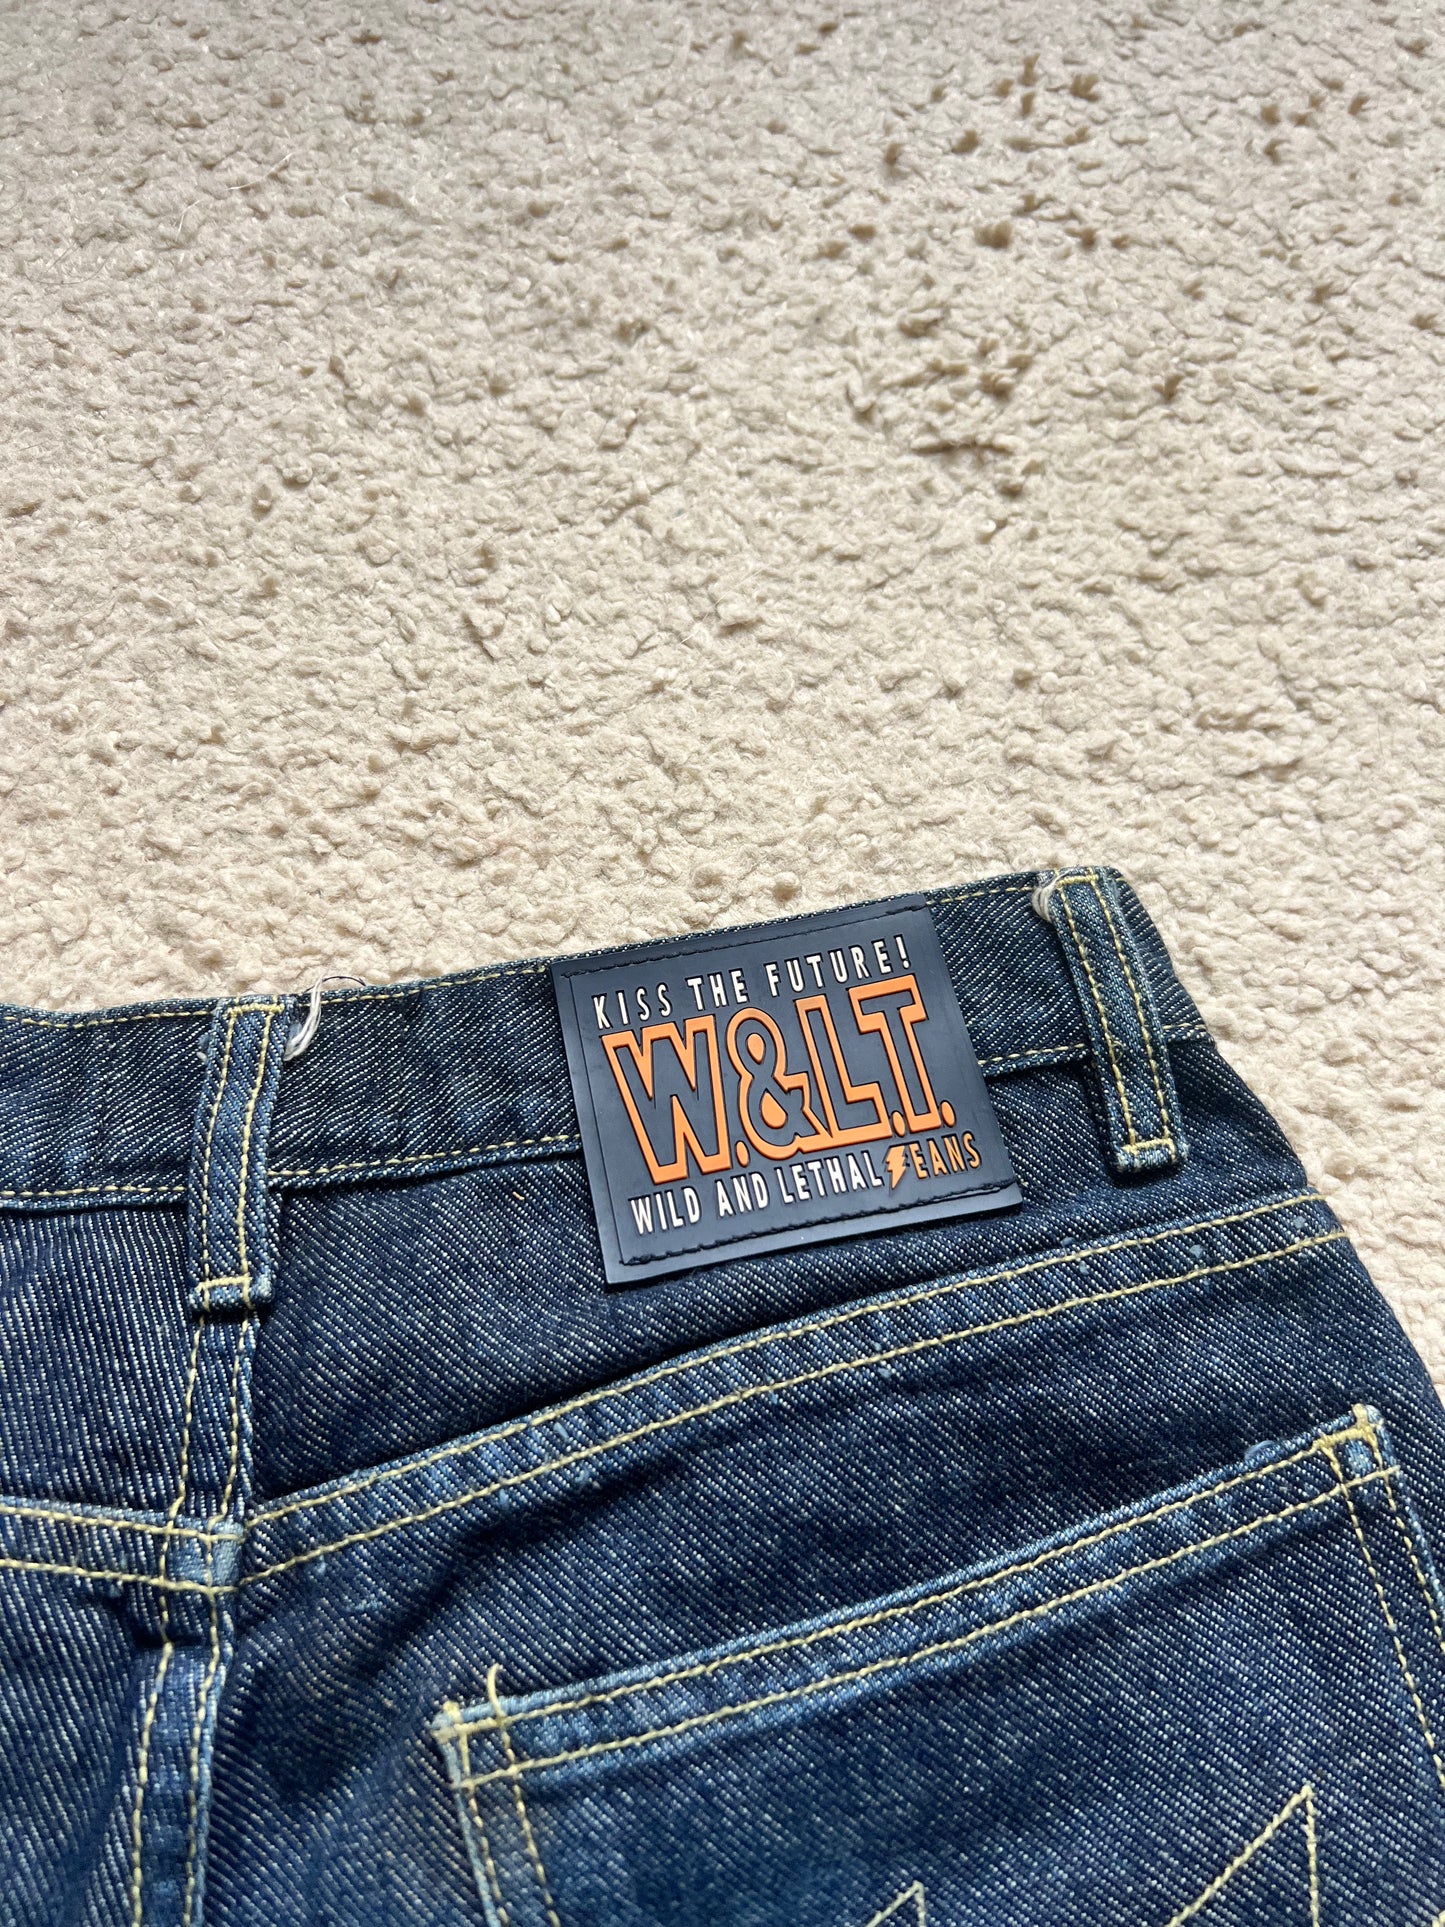 KISS THE FUTURE!
W.&L.T.
WILD AND LETHAL JEANS